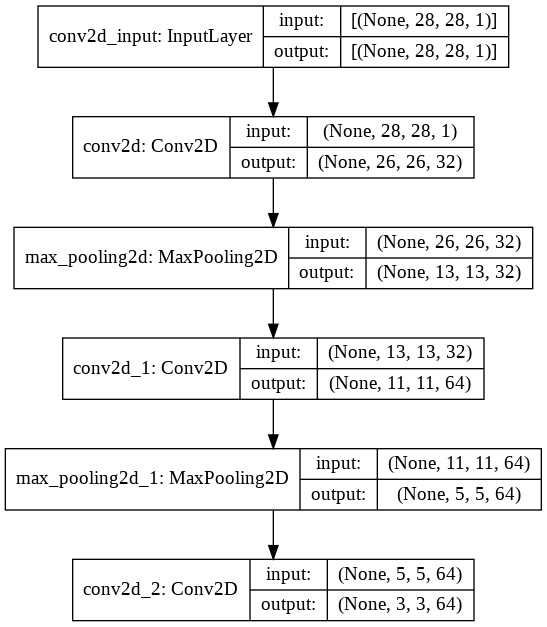 conv2d_input: InputLayer
input: [(None, 28, 28, 1)]
output: [(None, 28, 28, 1)]
conv2d: Conv2D
input: (None, 28, 28, 1)
output: (None, 26, 26, 32)
max_pooling2d: MaxPooling2D
input: (None, 26, 26, 32)
output: (None, 13, 13, 32)
conv2d_1: Conv2D
input: (None, 13, 13, 32)
output: (None, 11, 11, 64)
max_pooling2d_1: MaxPooling2D
input: (None, 11, 11, 64)
output: (None, 5, 5, 64)
conv2d_2: Conv2D
input: (None, 5, 5, 64)
output: (None, 3, 3, 64)